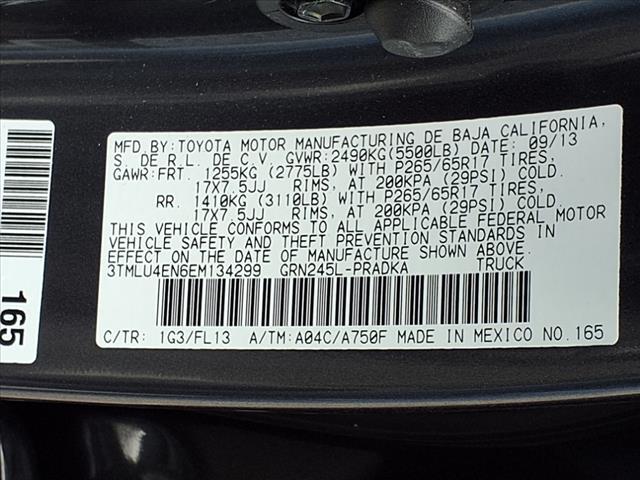 MFD.BY:TOYOTA MOTOR MANUFACTURING DE BAJA CALIFORNIA,
S. DE R.L. DE C.V. GVWR:2490KG(5500LB) DATE: 09/13
GAWR:FRT. 1255KG (2775LB) WITH P265/65R17 TIRES,
17X7.5JJ RIMS, AT 200KPA (29PSI) COLD.
RR. 1410KG (3110LB) WITH P265/65R17 TIRES,
17X7.5JJ RIMS, AT 200KPA (29PSI) COLD.
THIS VEHICLE CONFORMS TO ALL APPLICABLE FEDERAL MOTOR
VEHICLE SAFETY AND THEFT PREVENTION STANDARDS IN
EFFECT ON THE DATE OF MANUFACTURE SHOWN ABOVE.
3TMLU4EN6EM134299 GRN245L-PRADKA TRUCK
C/TR: 1G3/FL13 A/TM:A04C/A750F MADE IN MEXICO NO.165
165